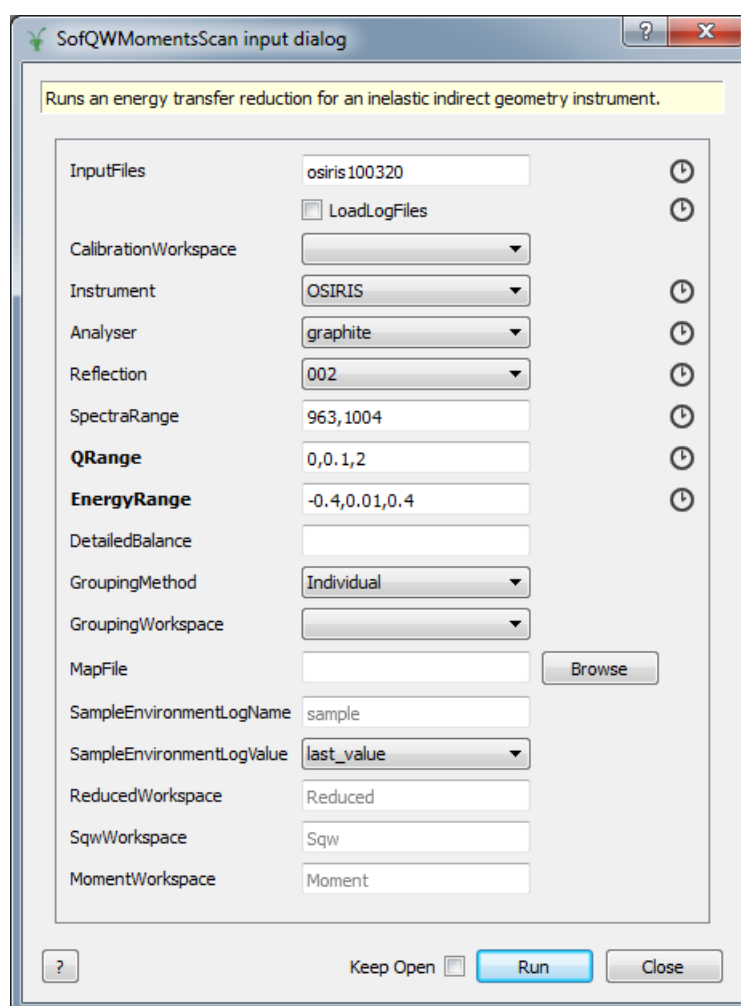 SofQWMomentsScan input dialog
?
X
Runs an energy transfer reduction for an inelastic indirect geometry instrument.
InputFiles osiris100320
LoadLogFiles
CalibrationWorkspace
Instrument OSIRIS
Analyser graphite
Reflection 002
SpectraRange 963,1004
QRange 0,0.1,2
EnergyRange -0.4,0.01,0.4
DetailedBalance
GroupingMethod Individual
GroupingWorkspace
MapFile Browse
SampleEnvironmentLogName sample
SampleEnvironmentLogValue last_value
ReducedWorkspace Reduced
SqwWorkspace Sqw
MomentWorkspace Moment
? Keep Open Run Close